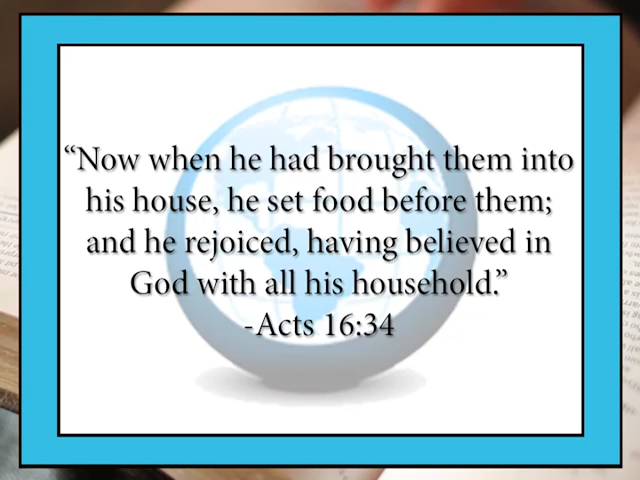 “Now when he had brought them into
his house, he set food before them;
and he rejoiced, having believed in
God with all his household.”
-Acts 16:34